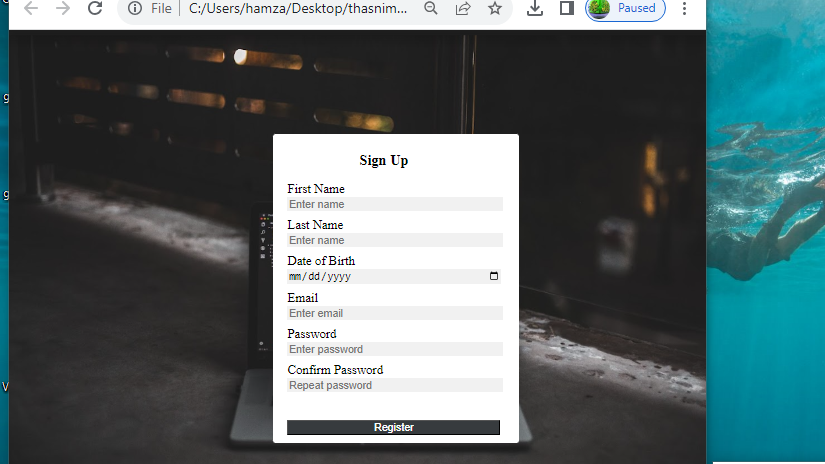 File
C:/Users/hamza/Desktop/thasnim...
Paused
Sign Up
First Name
Enter name
Last Name
Enter name
Date of Birth
mm/dd/yyyy
Email
Enter email
Password
Enter password
Confirm Password
Repeat password
Register